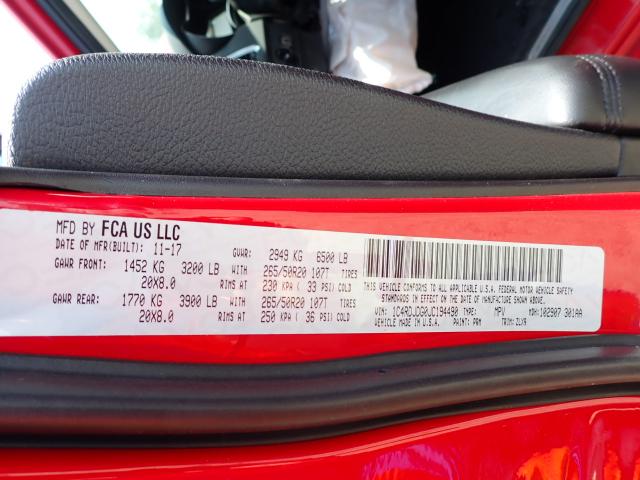 MFD BY FCA US LLC
DATE OF MFR(BUILT): 11-17 GVWR: 2949 KG 6500 LB
GAWR FRONT: 1452 KG 3200 LB WITH 265/50R20 107T TIRES
20X8.0 RIMS AT 230 KPA ( 33 PSI) COLD
GAWR REAR: 1770 KG 3900 LB WITH 265/50R20 107T TIRES
20X8.0 RIMS AT 250 KPA ( 36 PSI) COLD
THIS VEHICLE CONFORMS TO ALL APPLICABLE U.S.A. FEDERAL MOTOR VEHICLE SAFETY
STANDARDS IN EFFECT ON THE DATE OF MANUFACTURE SHOWN ABOVE.
VIN: 1C4RDJDG0JC194490 TYPE: MPV MDH: 102907 301AA
VEHICLE MADE IN U.S.A. PAINT: PRM TRIM: ZLX9